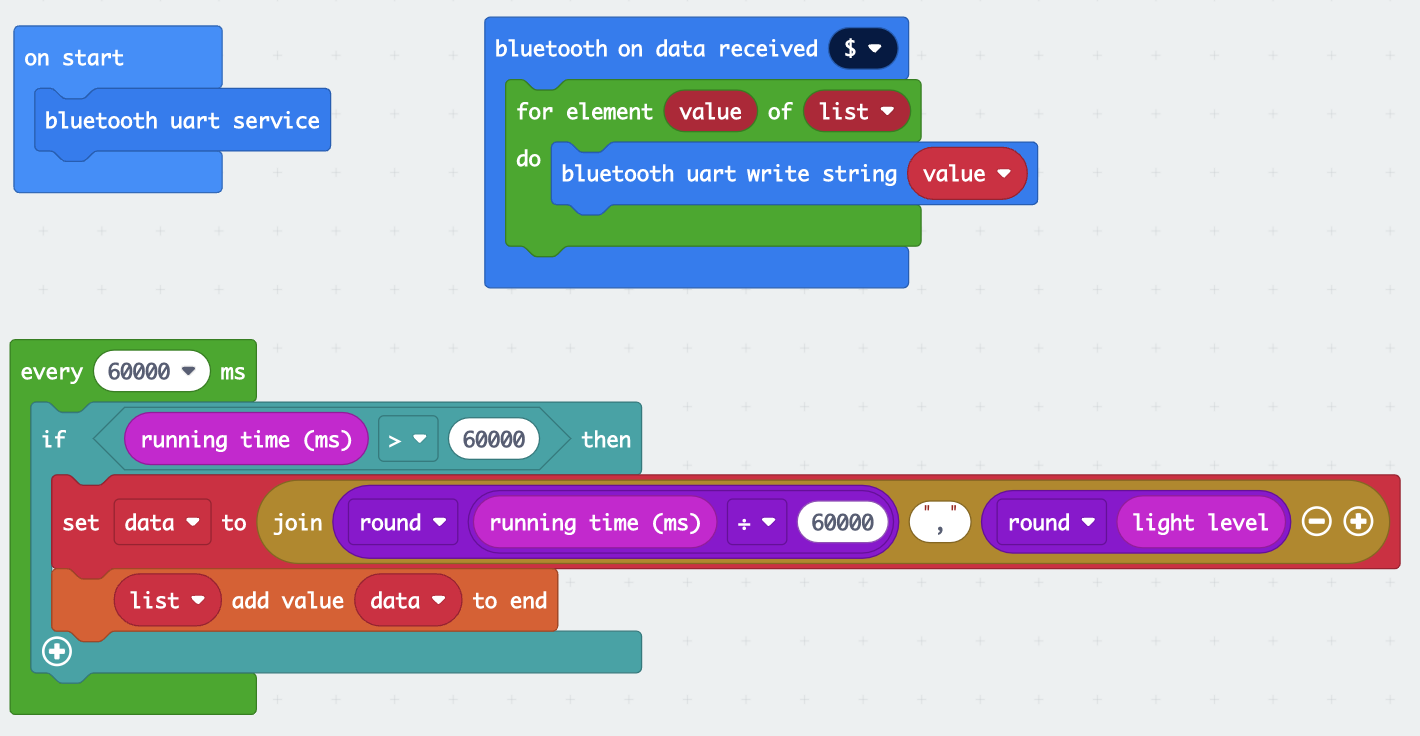 on start
bluetooth uart service
bluetooth on data received $
for element value of list
do bluetooth uart write string value
every 60000 ms
if running time (ms) > 60000 then
set data to join round running time (ms) ÷ 60000 "," round light level
list add value data to end